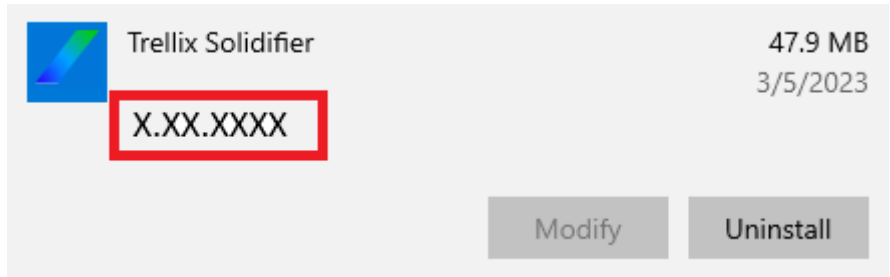 Trellix Solidifier
47.9 MB
3/5/2023
X.XX.XXXX
Modify
Uninstall